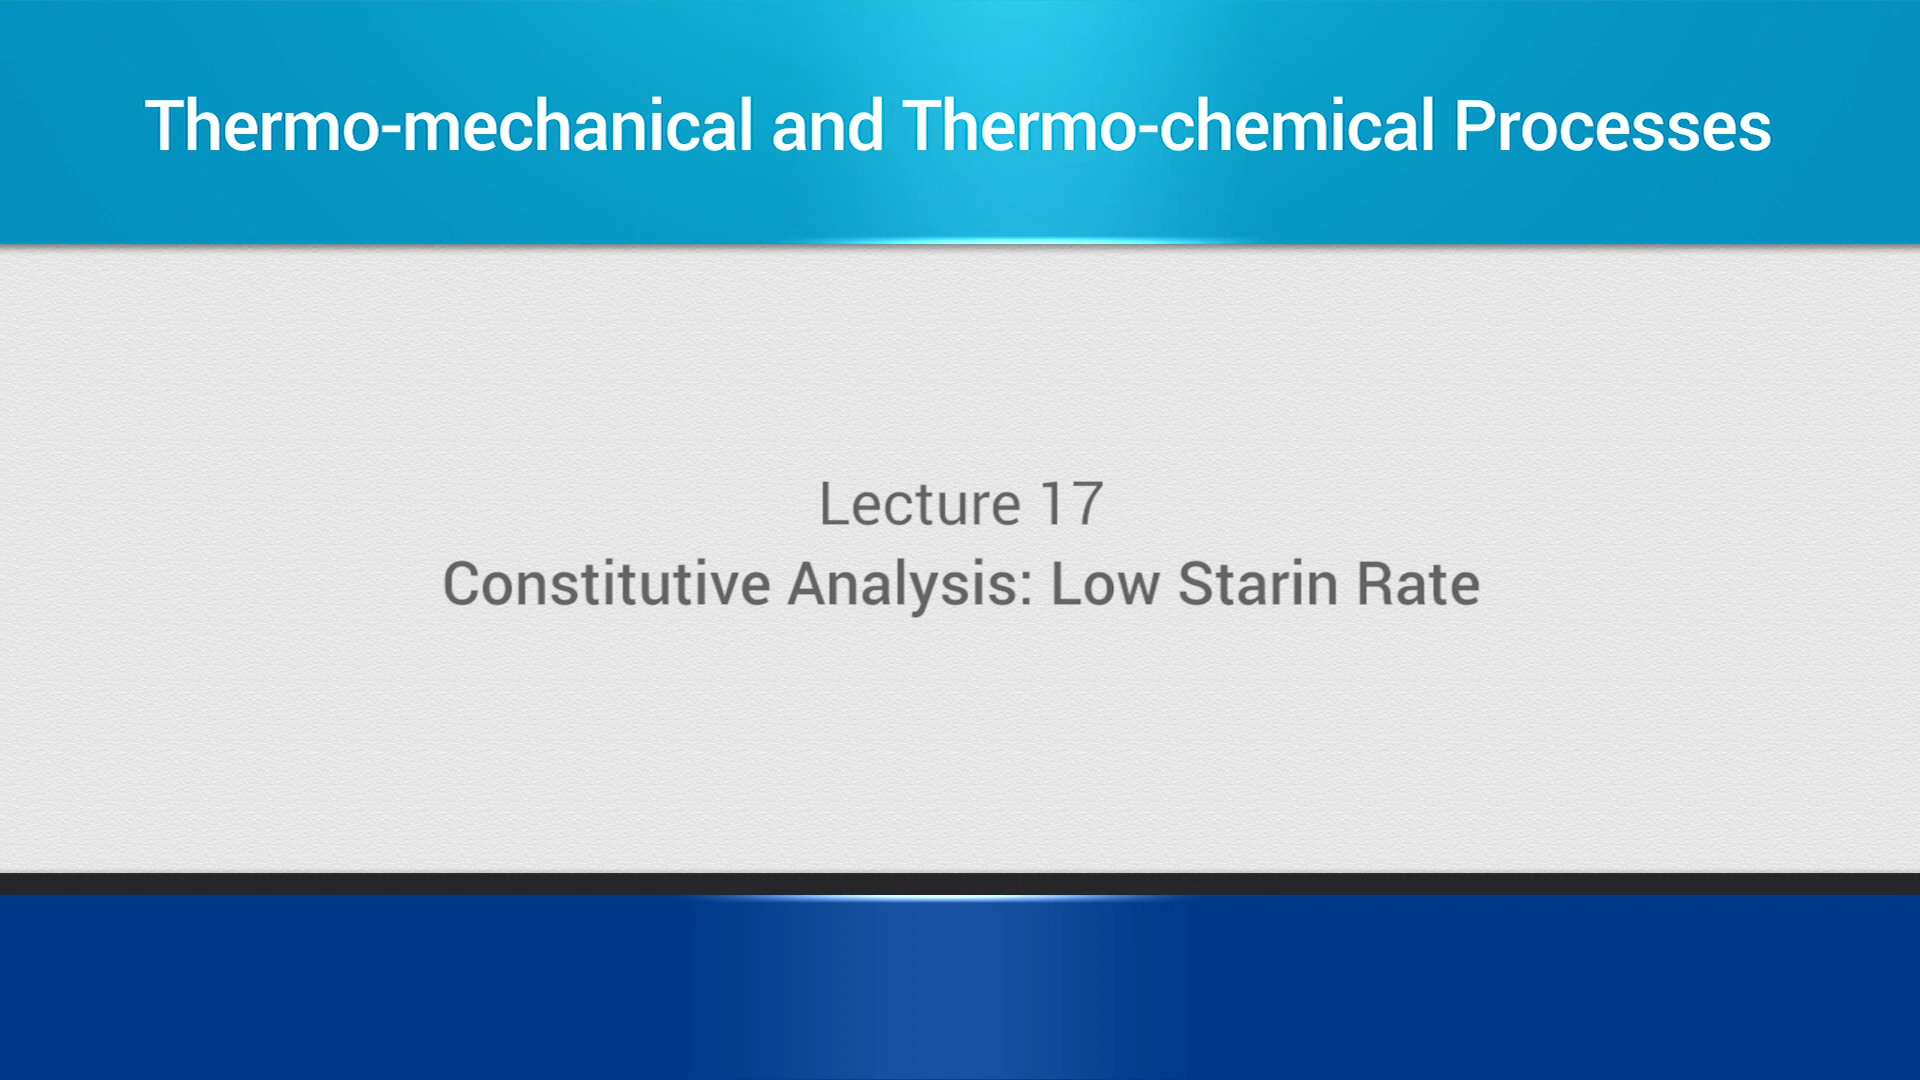 Thermo-mechanical and Thermo-chemical Processes
Lecture 17
Constitutive Analysis: Low Starin Rate